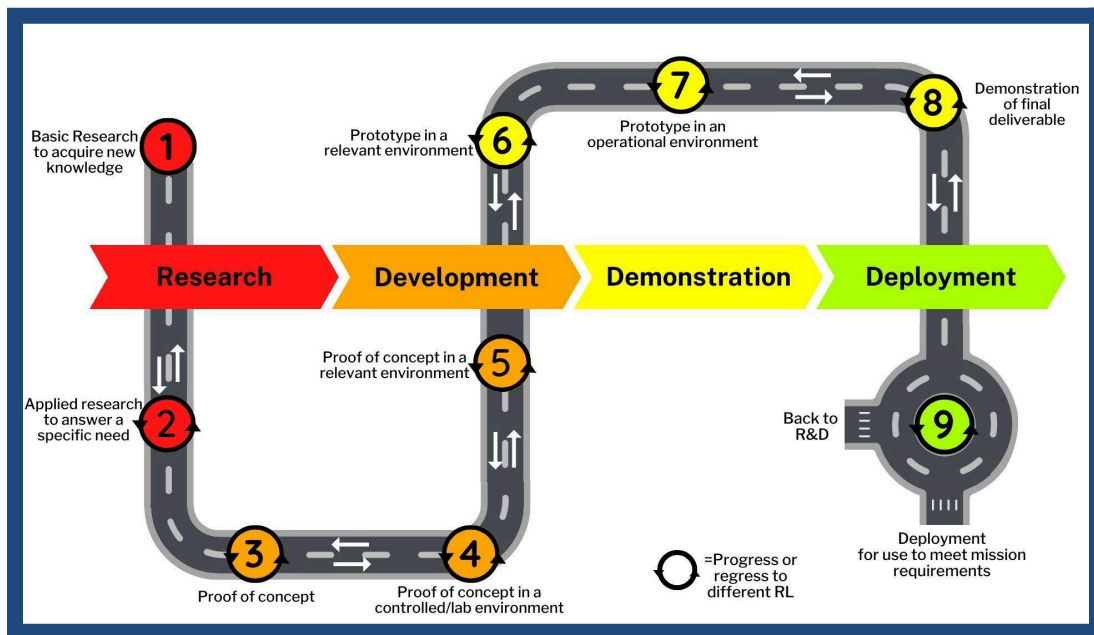 1
Basic Research
to acquire new
knowledge
Research
2
Applied research
to answer a
specific need
3
Proof of concept
4
Proof of concept in a
controlled/lab environment
5
Proof of concept in a
relevant environment
Development
6
Prototype in a
relevant environment
7
Prototype in an
operational environment
Demonstration
8
Demonstration
of final
deliverable
Deployment
9
Back to
R&D
Deployment
for use to meet mission
requirements
=Progress or
regress to
different RL